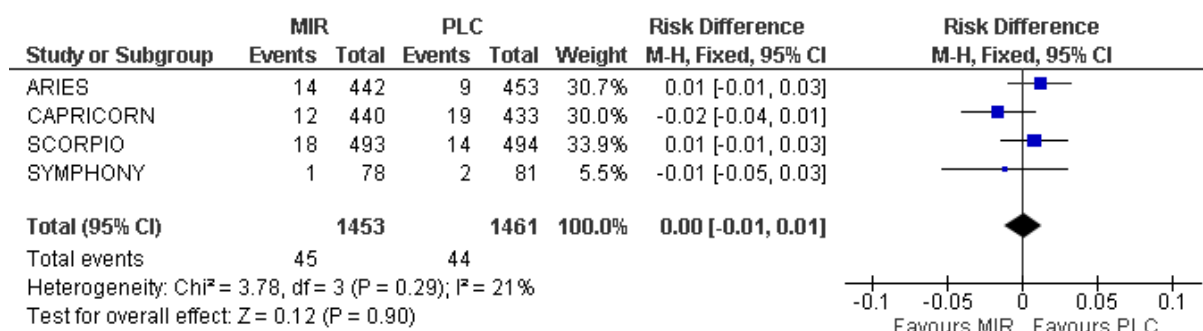 MIR PLC Risk Difference Risk Difference
Study or Subgroup Events Total Events Total Weight M-H, Fixed, 95% CI M-H, Fixed, 95% CI
ARIES 14 442 9 453 30.7% 0.01 [-0.01, 0.03]
CAPRICORN 12 440 19 433 30.0% -0.02 [-0.04, 0.01]
SCORPIO 18 493 14 494 33.9% 0.01 [-0.01, 0.03]
SYMPHONY 1 78 2 81 5.5% -0.01 [-0.05, 0.03]
Total (95% CI) 1453 1461 100.0% 0.00 [-0.01, 0.01]
Total events 45 44
Heterogeneity: Chi² = 3.78, df = 3 (P = 0.29); I² = 21%
Test for overall effect: Z = 0.12 (P = 0.90)
-0.1 -0.05 0 0.05 0.1
Favours MIR Favours PLC